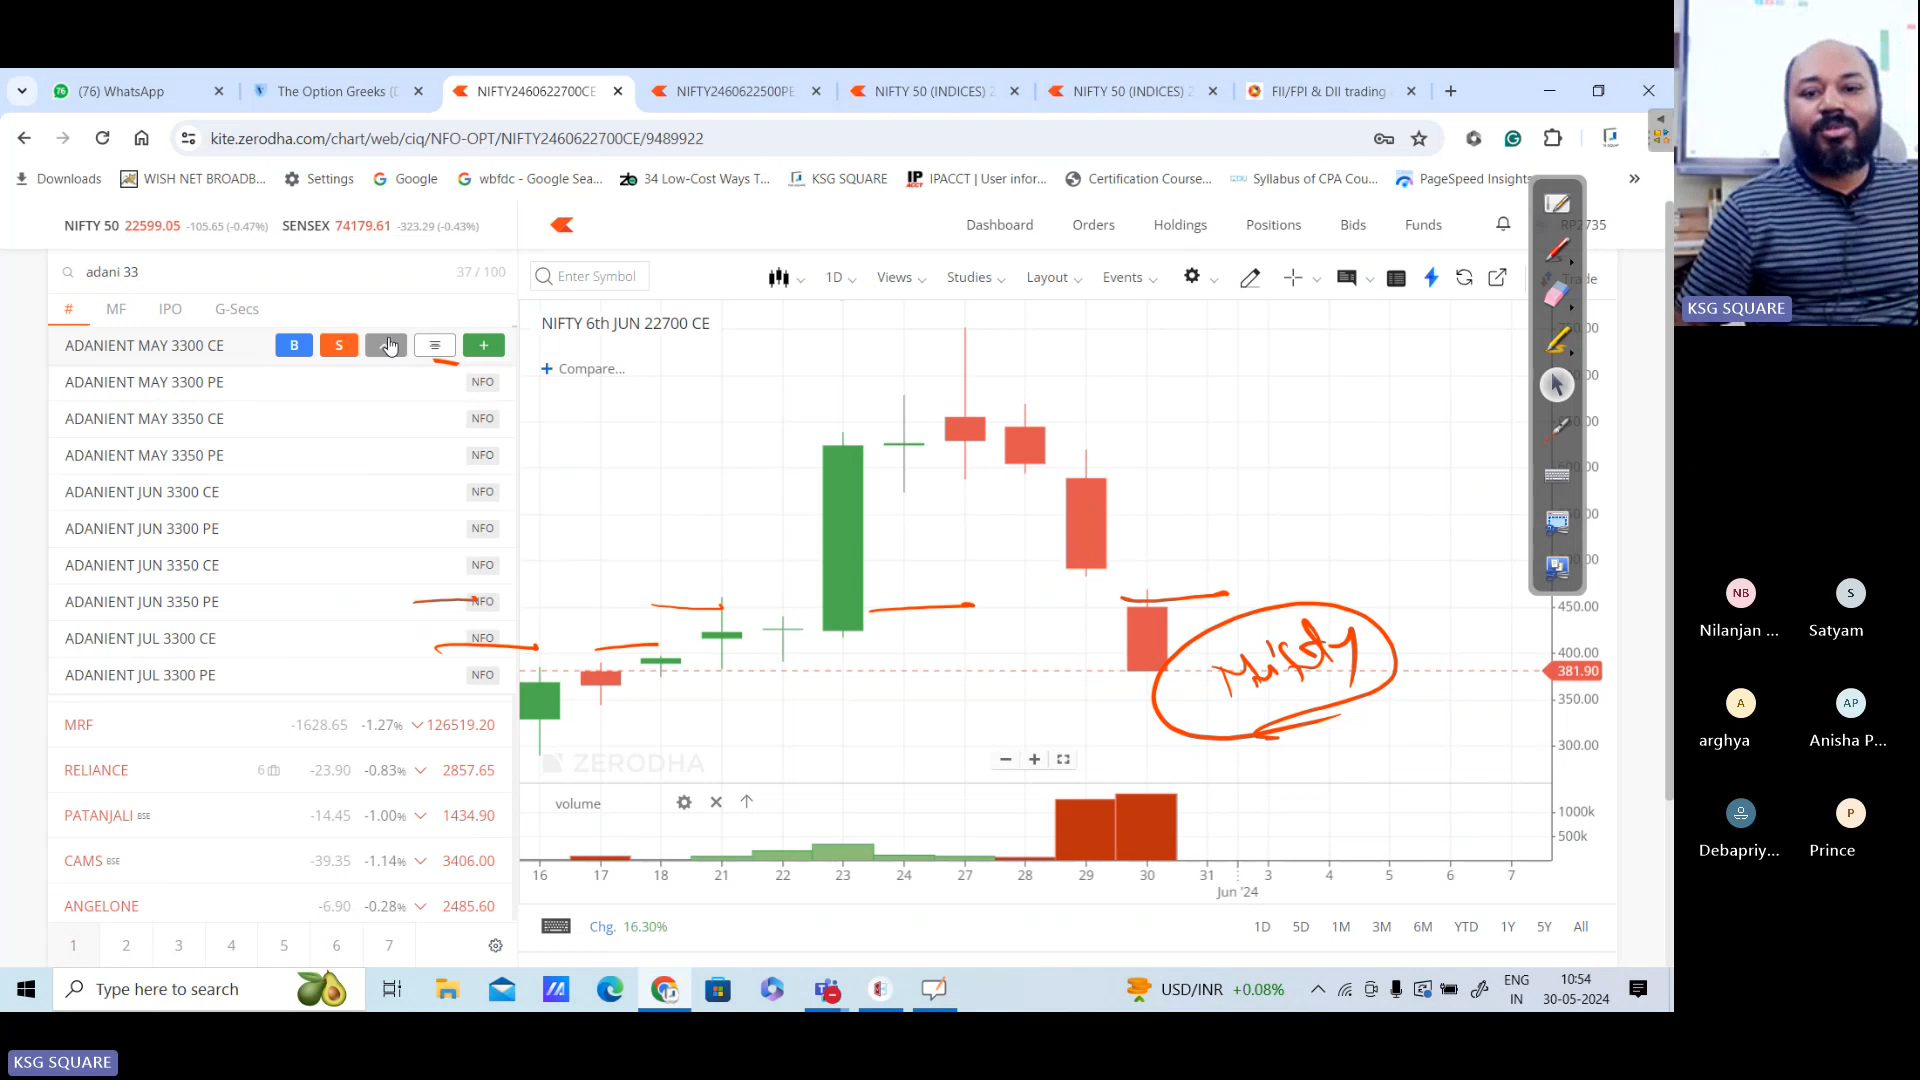 (76) WhatsApp
The Option Greeks (D
NIFTY2460622700CE
NIFTY2460622500PE
NIFTY 50 (INDICES) 2
NIFTY 50 (INDICES) 2
FII/FPI & DII trading
kite.zerodha.com/chart/web/ciq/NFO-OPT/NIFTY2460622700CE/9489922
Downloads
WISH NET BROADB...
Settings
Google
wbfdc - Google Sea...
34 Low-Cost Ways T...
KSG SQUARE
IPACCT | User infor...
Certification Course...
Syllabus of CPA Cou...
PageSpeed Insights
NIFTY 50 22599.05 -105.65 (-0.47%) SENSEX 74179.61 -323.29 (-0.43%)
Dashboard Orders Holdings Positions Bids Funds RP2735
adani 33 37 / 100
# MF IPO G-Secs
ADANIENT MAY 3300 CE B S +
ADANIENT MAY 3300 PE NFO
ADANIENT MAY 3350 CE NFO
ADANIENT MAY 3350 PE NFO
ADANIENT JUN 3300 CE NFO
ADANIENT JUN 3300 PE NFO
ADANIENT JUN 3350 CE NFO
ADANIENT JUN 3350 PE NFO
ADANIENT JUL 3300 CE NFO
ADANIENT JUL 3300 PE NFO
MRF -1628.65 -1.27% 126519.20
RELIANCE 6 -23.90 -0.83% 2857.65
PATANJALI BSE -14.45 -1.00% 1434.90
CAMS BSE -39.35 -1.14% 3406.00
ANGELONE -6.90 -0.28% 2485.60
1 2 3 4 5 6 7
Enter Symbol 1D Views Studies Layout Events Trade
NIFTY 6th JUN 22700 CE
+ Compare...
450.00
400.00
381.90
350.00
300.00
Nifty
ZERODHA
volume
1000k
500k
16 17 18 21 22 23 24 27 28 29 30 31 3 4 5 6 7
Jun '24
Chg. 16.30%
1D 5D 1M 3M 6M YTD 1Y 5Y All
Type here to search
USD/INR +0.08%
ENG
IN
10:54
30-05-2024
KSG SQUARE
NB
Nilanjan ...
S
Satyam
A
arghya
AP
Anisha P...
Debapriy...
P
Prince
KSG SQUARE